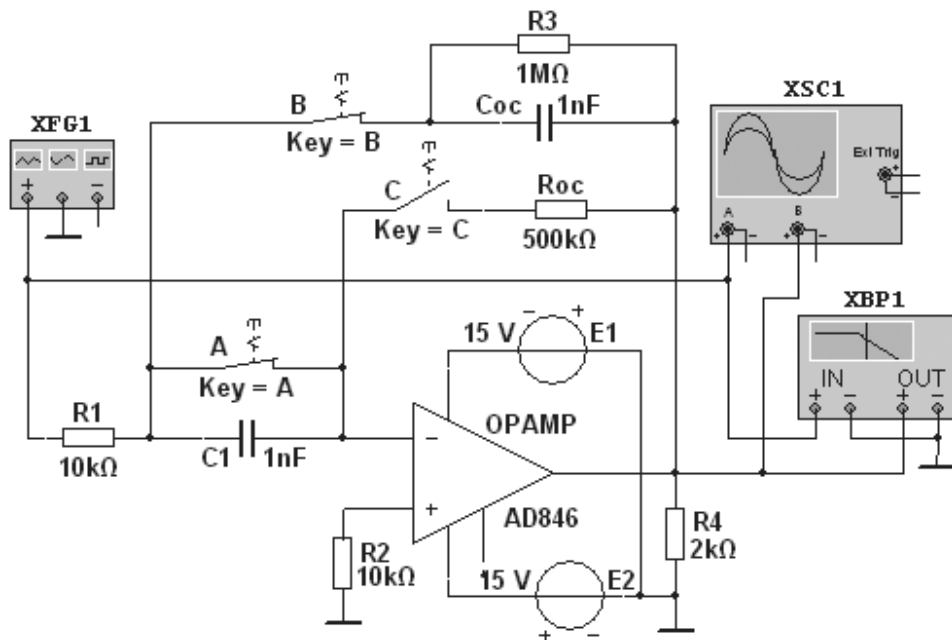 R3
1MΩ
XSC1
Coc 1nF
B
Key = B
XFG1
Ext Trig
+
−
+ −
C
Roc
Key = C
500kΩ
A B
+ − + −
XBP1
− +
15 V E1
A
Key = A
IN OUT
+ − + −
R1
10kΩ
C1 1nF
−
OPAMP
+
AD846
R2
10kΩ
R4
2kΩ
15 V E2
+ −